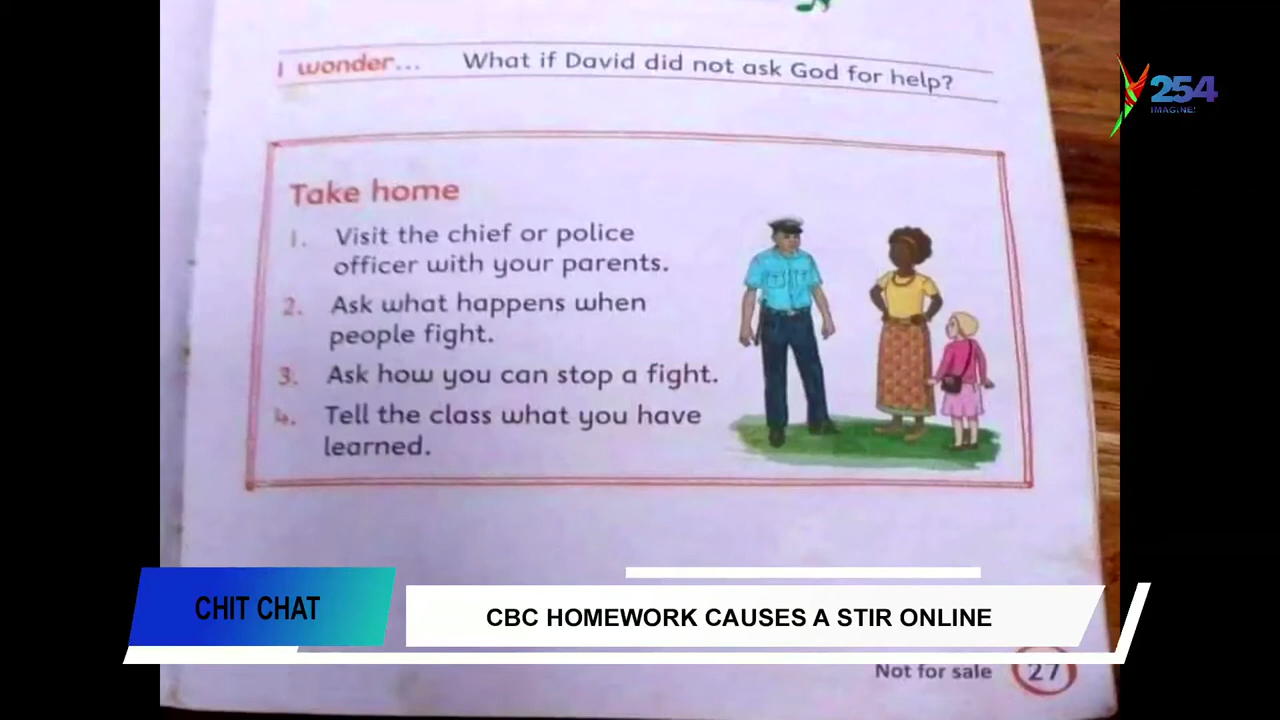 I wonder... What if David did not ask God for help?
254
IMAGINE!
Take home
1. Visit the chief or police
officer with your parents.
2. Ask what happens when
people fight.
3. Ask how you can stop a fight.
4. Tell the class what you have
learned.
CHIT CHAT
CBC HOMEWORK CAUSES A STIR ONLINE
Not for sale 27